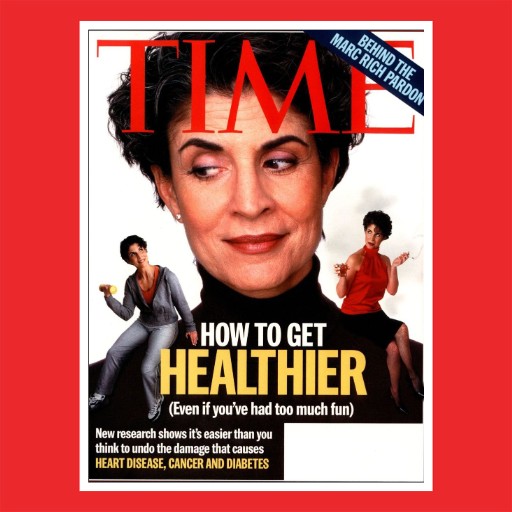 TIME
BEHIND THE
MARC RICH PARDON
HOW TO GET
HEALTHIER
(Even if you've had too much fun)
New research shows it's easier than you
think to undo the damage that causes
HEART DISEASE, CANCER AND DIABETES